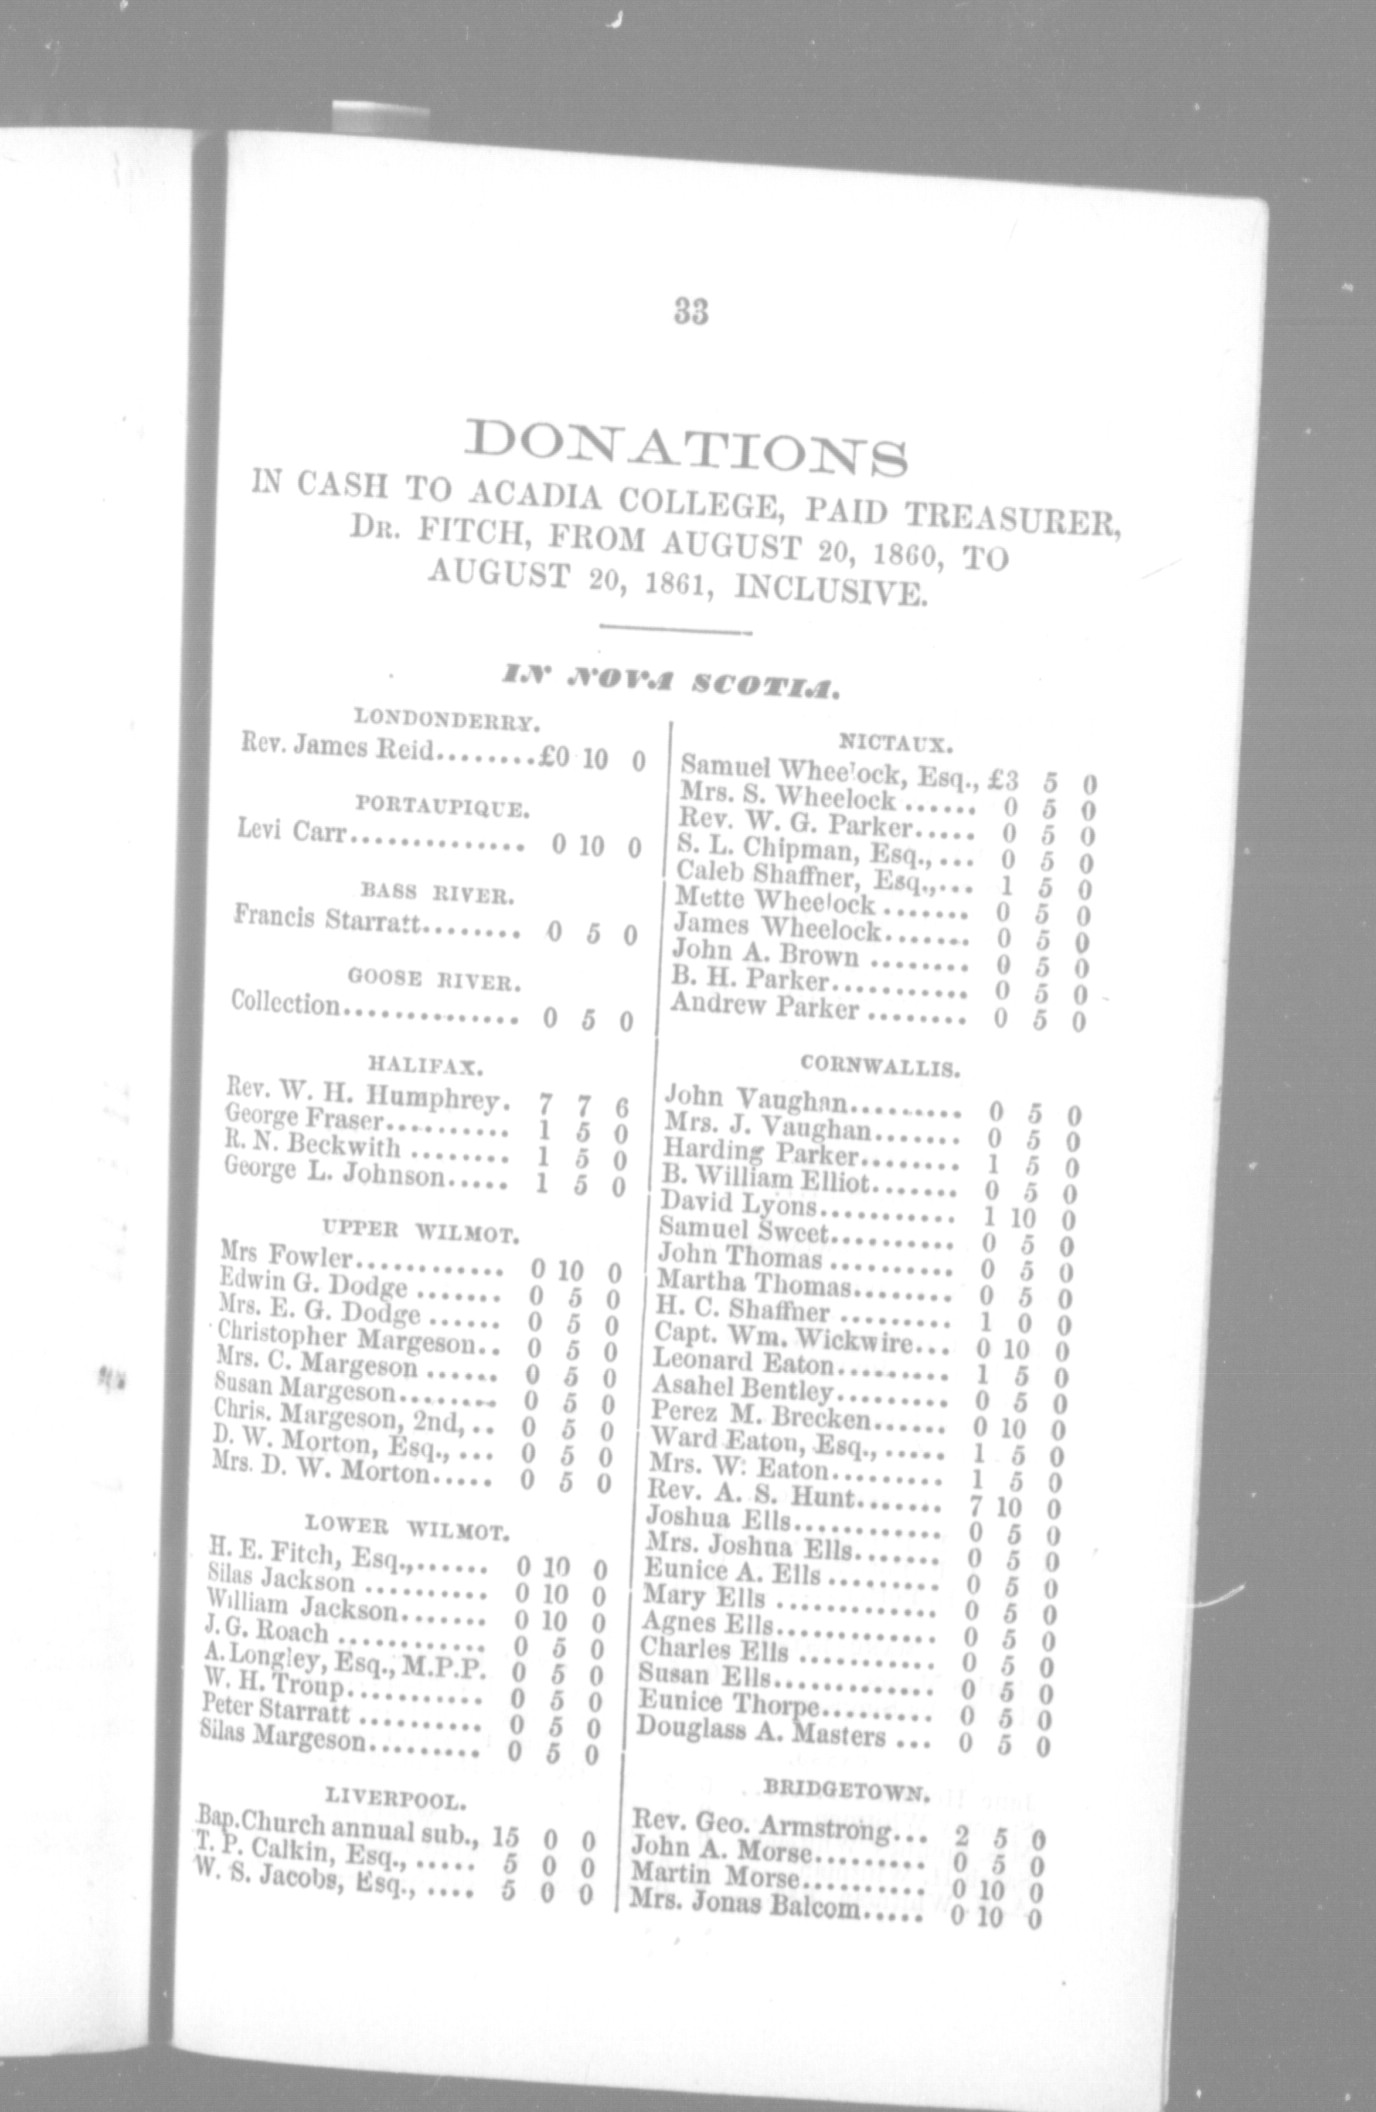 33
DONATIONS
IN CASH TO ACADIA COLLEGE, PAID TREASURER,
DR. FITCH, FROM AUGUST 20, 1860, TO
AUGUST 20, 1861, INCLUSIVE.
IN NOVA SCOTIA.
LONDONDERRY.
Rev. James Reid........£0 10 0
PORTAUPIQUE.
Levi Carr.............. 0 10 0
BASS RIVER.
Francis Starratt........ 0 5 0
GOOSE RIVER.
Collection.............. 0 5 0
HALIFAX.
Rev. W. H. Humphrey. 7 7 6
George Fraser.......... 1 5 0
R. N. Beckwith ........ 1 5 0
George L. Johnson..... 1 5 0
UPPER WILMOT.
Mrs Fowler............ 0 10 0
Edwin G. Dodge ....... 0 5 0
Mrs. E. G. Dodge ...... 0 5 0
Christopher Margeson.. 0 5 0
Mrs. C. Margeson ...... 0 5 0
Susan Margeson........ 0 5 0
Chris. Margeson, 2nd, .. 0 5 0
D. W. Morton, Esq., ... 0 5 0
Mrs. D. W. Morton..... 0 5 0
LOWER WILMOT.
H. E. Fitch, Esq.,...... 0 10 0
Silas Jackson .......... 0 10 0
William Jackson....... 0 10 0
J. G. Roach ............ 0 5 0
A. Longley, Esq., M.P.P. 0 5 0
W. H. Troup........... 0 5 0
Peter Starratt .......... 0 5 0
Silas Margeson......... 0 5 0
LIVERPOOL.
Bap. Church annual sub., 15 0 0
T. P. Calkin, Esq., ..... 5 0 0
W. S. Jacobs, Esq., .... 5 0 0
NICTAUX.
Samuel Wheelock, Esq., £3 5 0
Mrs. S. Wheelock ...... 0 5 0
Rev. W. G. Parker..... 0 5 0
S. L. Chipman, Esq., ... 0 5 0
Caleb Shaffner, Esq.,... 1 5 0
Mette Wheelock ....... 0 5 0
James Wheelock....... 0 5 0
John A. Brown ........ 0 5 0
B. H. Parker........... 0 5 0
Andrew Parker ........ 0 5 0
CORNWALLIS.
John Vaughan......... 0 5 0
Mrs. J. Vaughan....... 0 5 0
Harding Parker........ 1 5 0
B. William Elliot....... 0 5 0
David Lyons........... 1 10 0
Samuel Sweet.......... 0 5 0
John Thomas .......... 0 5 0
Martha Thomas........ 0 5 0
H. C. Shaffner ......... 1 0 0
Capt. Wm. Wickwire... 0 10 0
Leonard Eaton......... 1 5 0
Asahel Bentley......... 0 5 0
Perez M. Brecken...... 0 10 0
Ward Eaton, Esq., ..... 1 5 0
Mrs. W. Eaton......... 1 5 0
Rev. A. S. Hunt....... 7 10 0
Joshua Ells............ 0 5 0
Mrs. Joshua Ells....... 0 5 0
Eunice A. Ells ......... 0 5 0
Mary Ells ............. 0 5 0
Agnes Ells............. 0 5 0
Charles Ells ........... 0 5 0
Susan Ells............. 0 5 0
Eunice Thorpe......... 0 5 0
Douglass A. Masters ... 0 5 0
BRIDGETOWN.
Rev. Geo. Armstrong... 2 5 0
John A. Morse......... 0 5 0
Martin Morse.......... 0 10 0
Mrs. Jonas Balcom..... 0 10 0